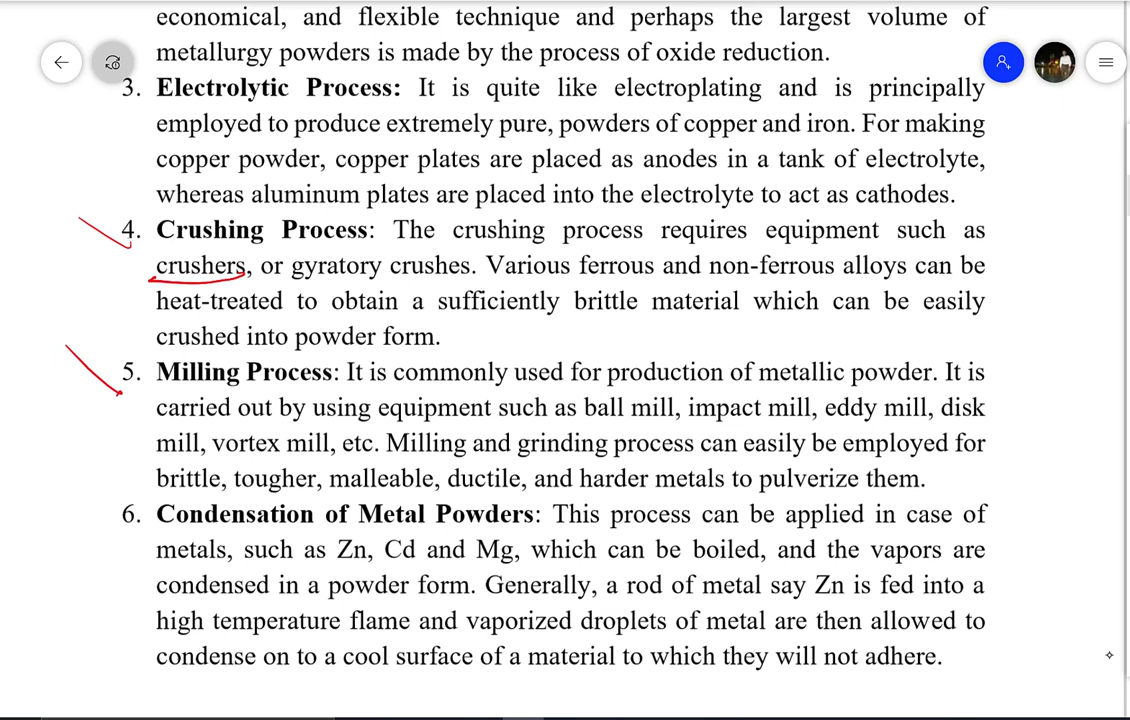 economical, and flexible technique and perhaps the largest volume of
metallurgy powders is made by the process of oxide reduction.
3. Electrolytic Process: It is quite like electroplating and is principally
employed to produce extremely pure, powders of copper and iron. For making
copper powder, copper plates are placed as anodes in a tank of electrolyte,
whereas aluminum plates are placed into the electrolyte to act as cathodes.
4. Crushing Process: The crushing process requires equipment such as
crushers, or gyratory crushes. Various ferrous and non-ferrous alloys can be
heat-treated to obtain a sufficiently brittle material which can be easily
crushed into powder form.
5. Milling Process: It is commonly used for production of metallic powder. It is
carried out by using equipment such as ball mill, impact mill, eddy mill, disk
mill, vortex mill, etc. Milling and grinding process can easily be employed for
brittle, tougher, malleable, ductile, and harder metals to pulverize them.
6. Condensation of Metal Powders: This process can be applied in case of
metals, such as Zn, Cd and Mg, which can be boiled, and the vapors are
condensed in a powder form. Generally, a rod of metal say Zn is fed into a
high temperature flame and vaporized droplets of metal are then allowed to
condense on to a cool surface of a material to which they will not adhere.